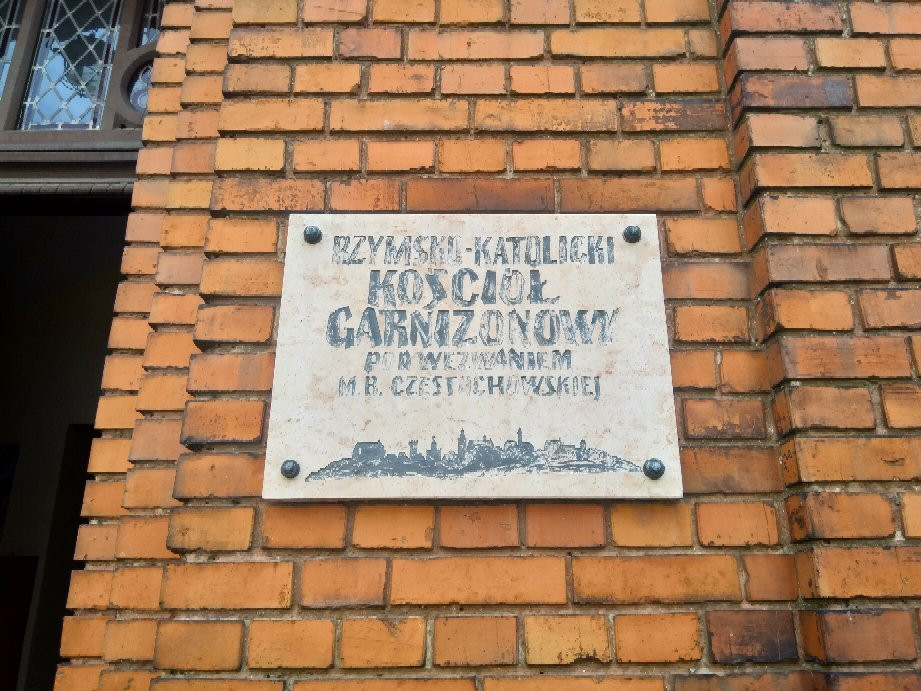 RZYMSKO-KATOLICKI
KOŚCIÓŁ
GARNIZONOWY
POD WEZWANIEM
M.B. CZĘSTOCHOWSKIEJ